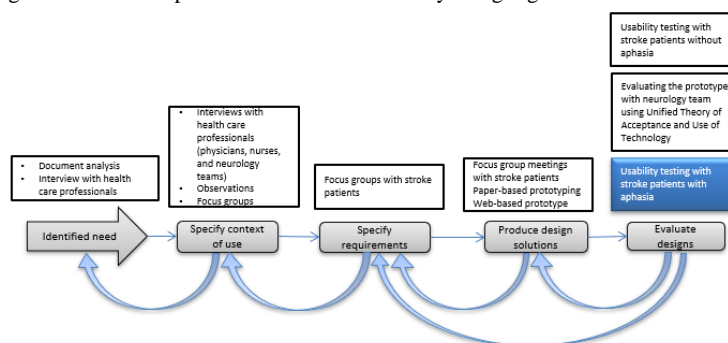 Usability testing with
stroke patients without
aphasia
Evaluating the prototype
with neurology team
using Unified Theory of
Acceptance and Use of
Technology
• Interviews with
health care
professionals
(physicians, nurses,
and neurology
teams)
• Observations
• Focus groups
• Document analysis
• Interview with health
care professionals
Focus groups with stroke
patients
Focus group meetings
with stroke patients
Paper-based prototyping
Web-based prototype
Usability testing with
stroke patients with
aphasia
Identified need
Specify context
of use
Specify
requirements
Produce design
solutions
Evaluate
designs